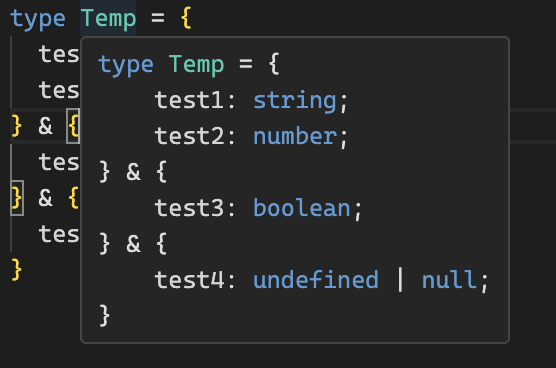 type Temp = {
tes
type Temp = {
tes
test1: string;
} & {
test2: number;
tes
} & {
} & {
test3: boolean;
tes
} & {
}
test4: undefined | null;
}